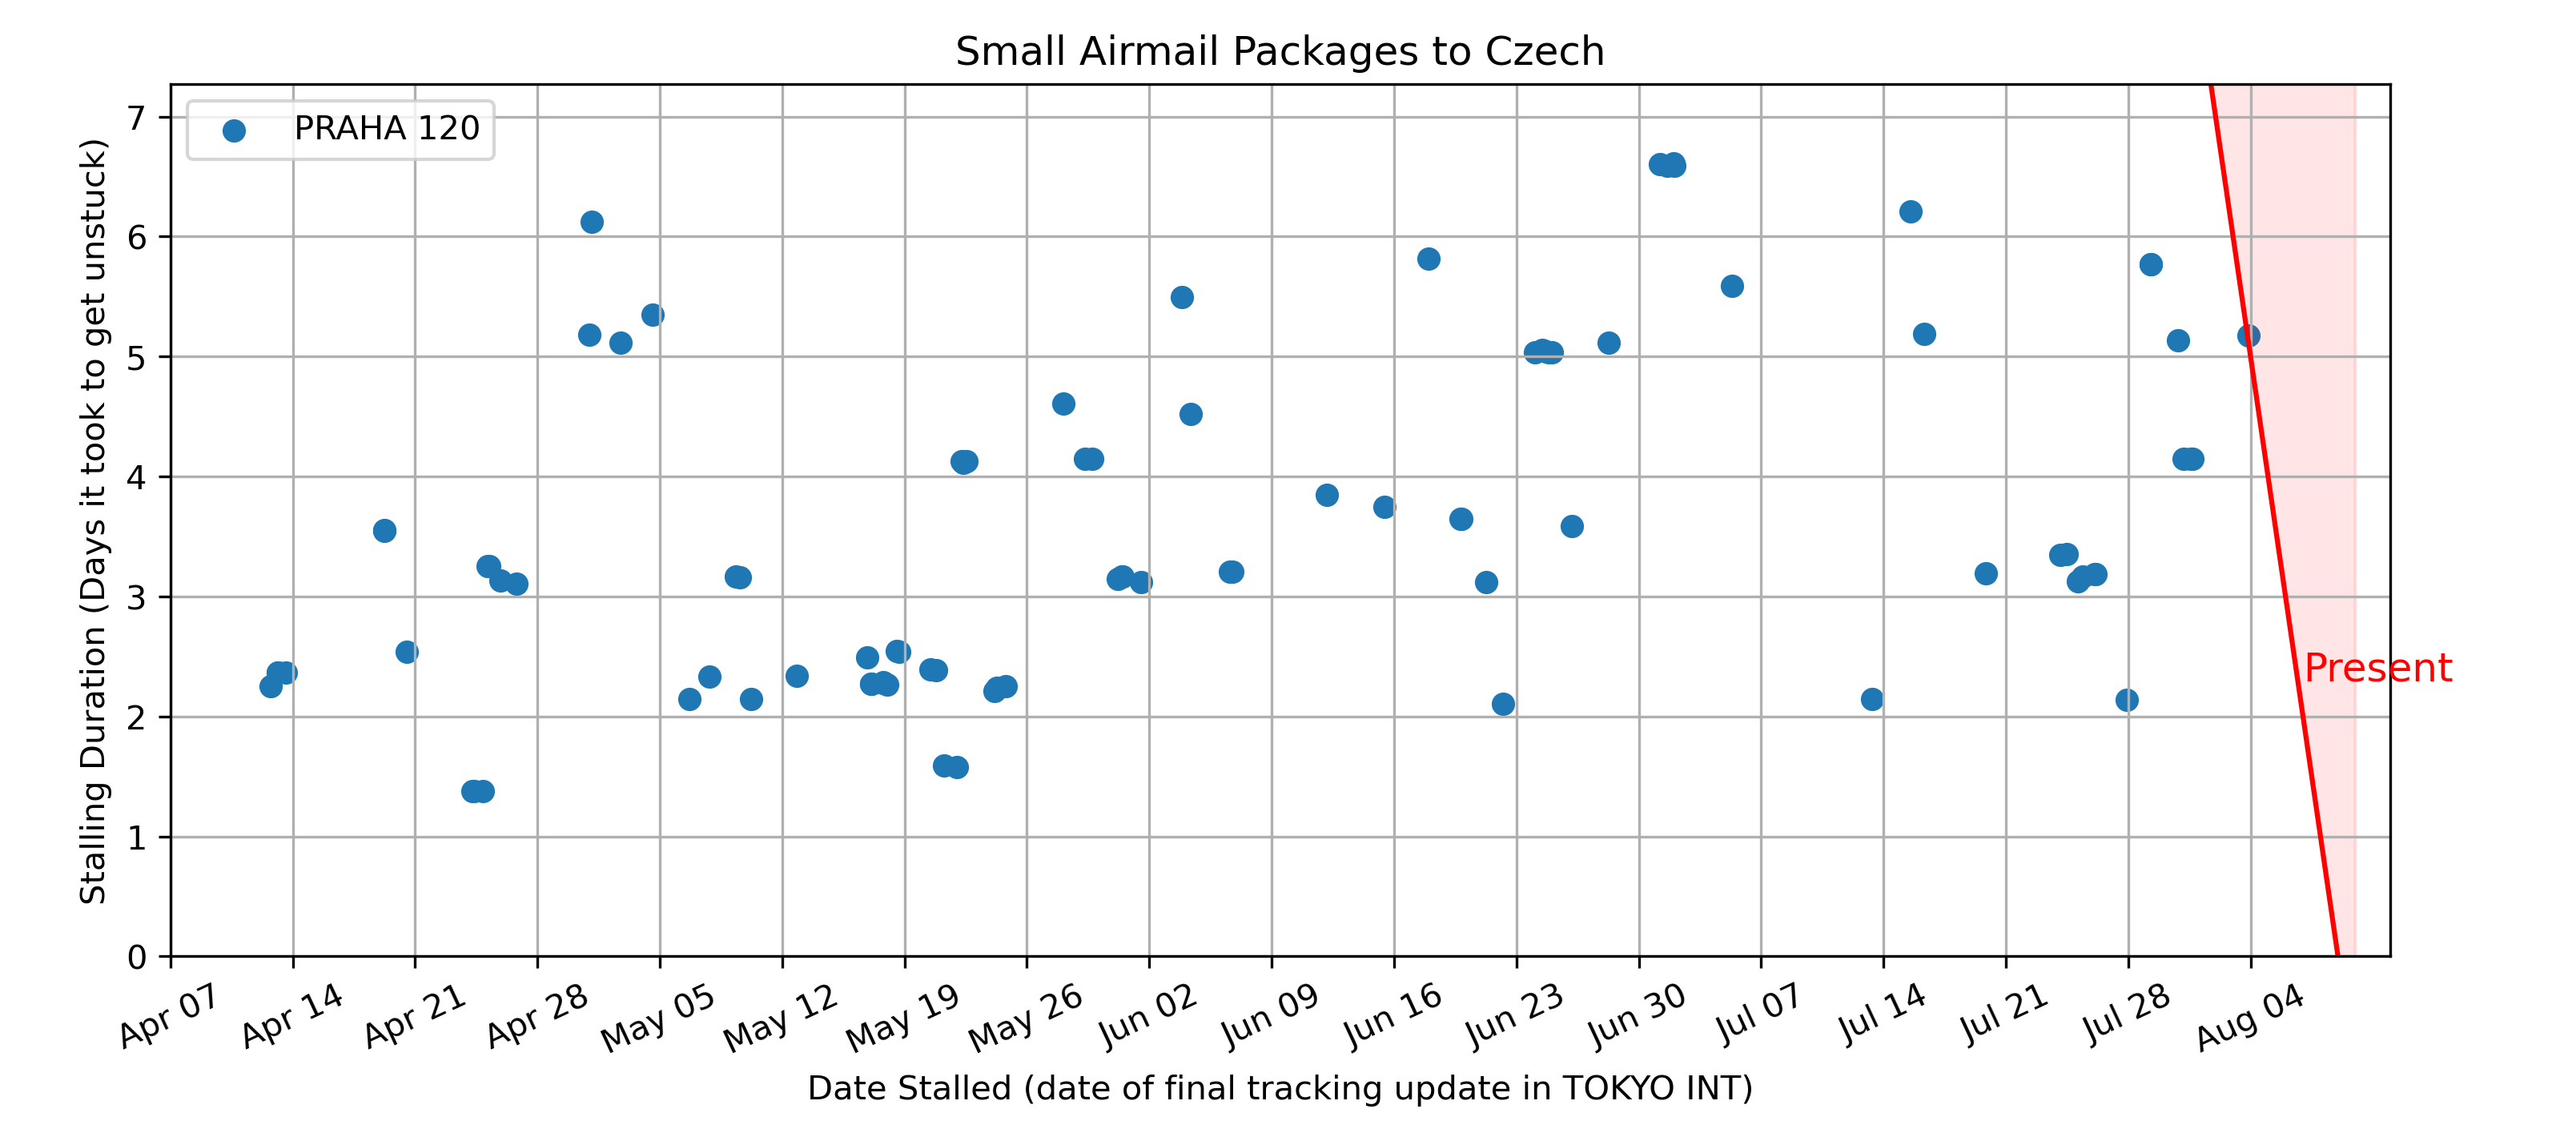 Small Airmail Packages to Czech
PRAHA 120
Stalling Duration (Days it took to get unstuck)
7
6
5
4
3
2
1
0
Present
Apr 07
Apr 14
Apr 21
Apr 28
May 05
May 12
May 19
May 26
Jun 02
Jun 09
Jun 16
Jun 23
Jun 30
Jul 07
Jul 14
Jul 21
Jul 28
Aug 04
Date Stalled (date of final tracking update in TOKYO INT)